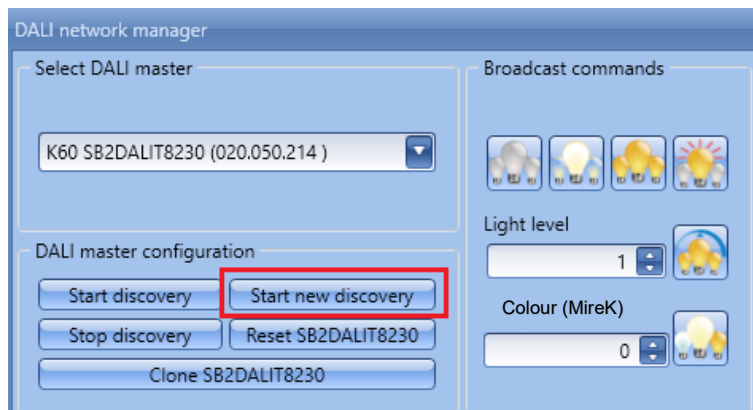 DALI network manager
Select DALI master
K60 SB2DALIT8230 (020.050.214 )
DALI master configuration
Start discovery
Start new discovery
Stop discovery
Reset SB2DALIT8230
Clone SB2DALIT8230
Broadcast commands
Light level
1
Colour (MireK)
0